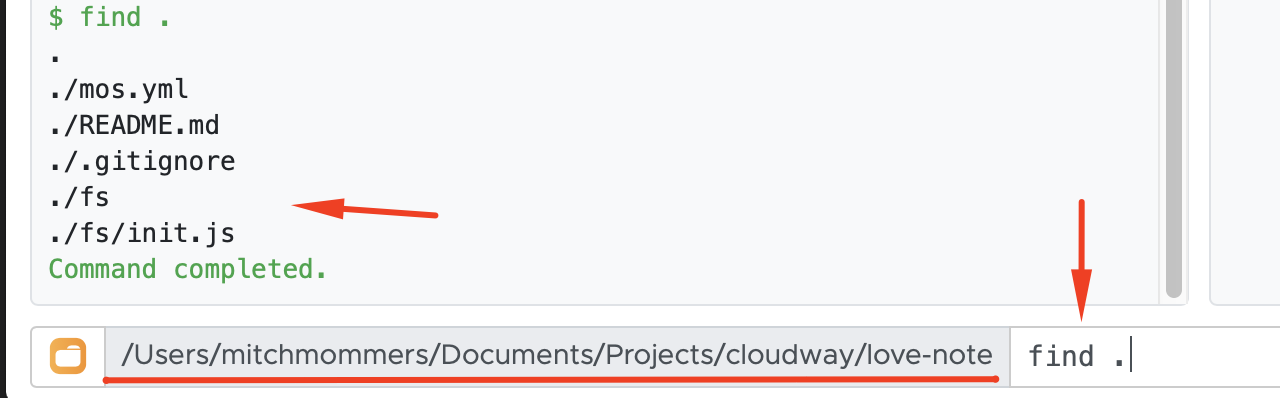 $ find .
.
./mos.yml
./README.md
./.gitignore
./fs
./fs/init.js
Command completed.
/Users/mitchmommers/Documents/Projects/cloudway/love-note find .